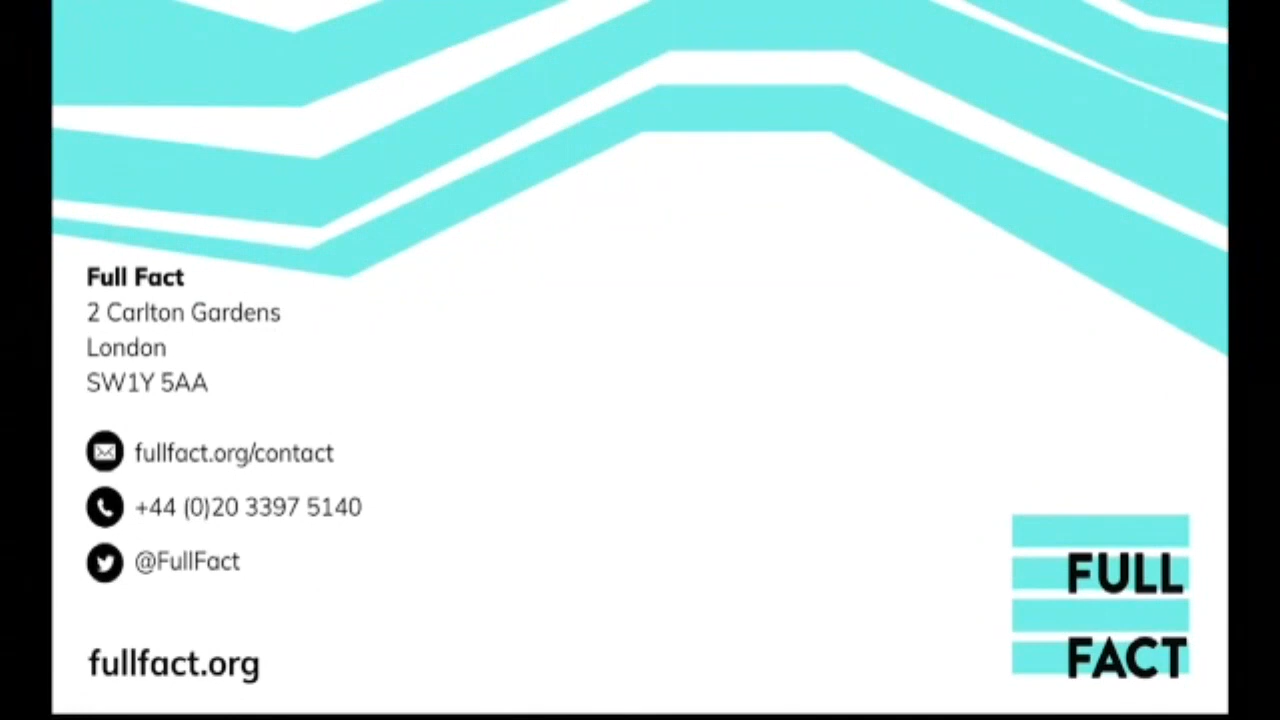 Full Fact
2 Carlton Gardens
London
SW1Y 5AA
fullfact.org/contact
+44 (0)20 3397 5140
@FullFact
fullfact.org
FULL
FACT